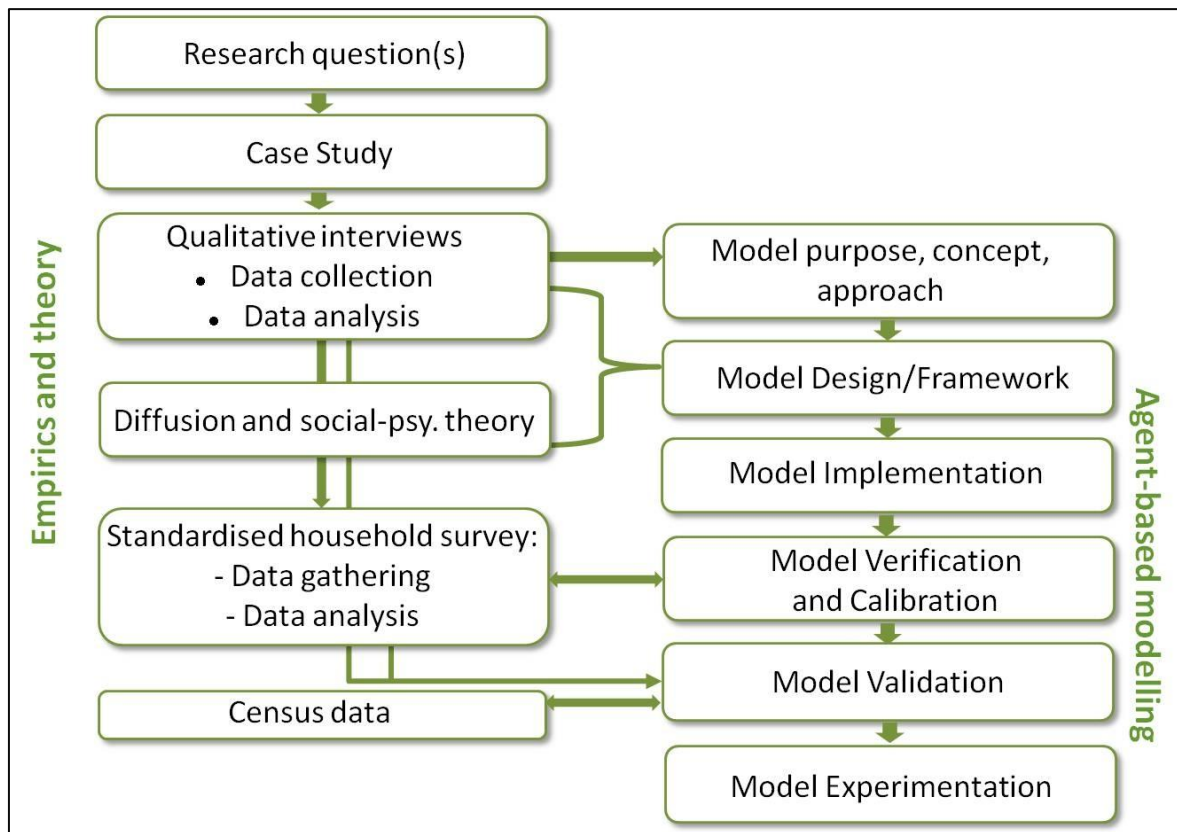 Empirics and theory
Research question(s)
Case Study
Qualitative interviews
• Data collection
• Data analysis
Diffusion and social-psy. theory
Standardised household survey:
- Data gathering
- Data analysis
Census data
Model purpose, concept,
approach
Model Design/Framework
Model Implementation
Model Verification
and Calibration
Model Validation
Model Experimentation
Agent-based modelling